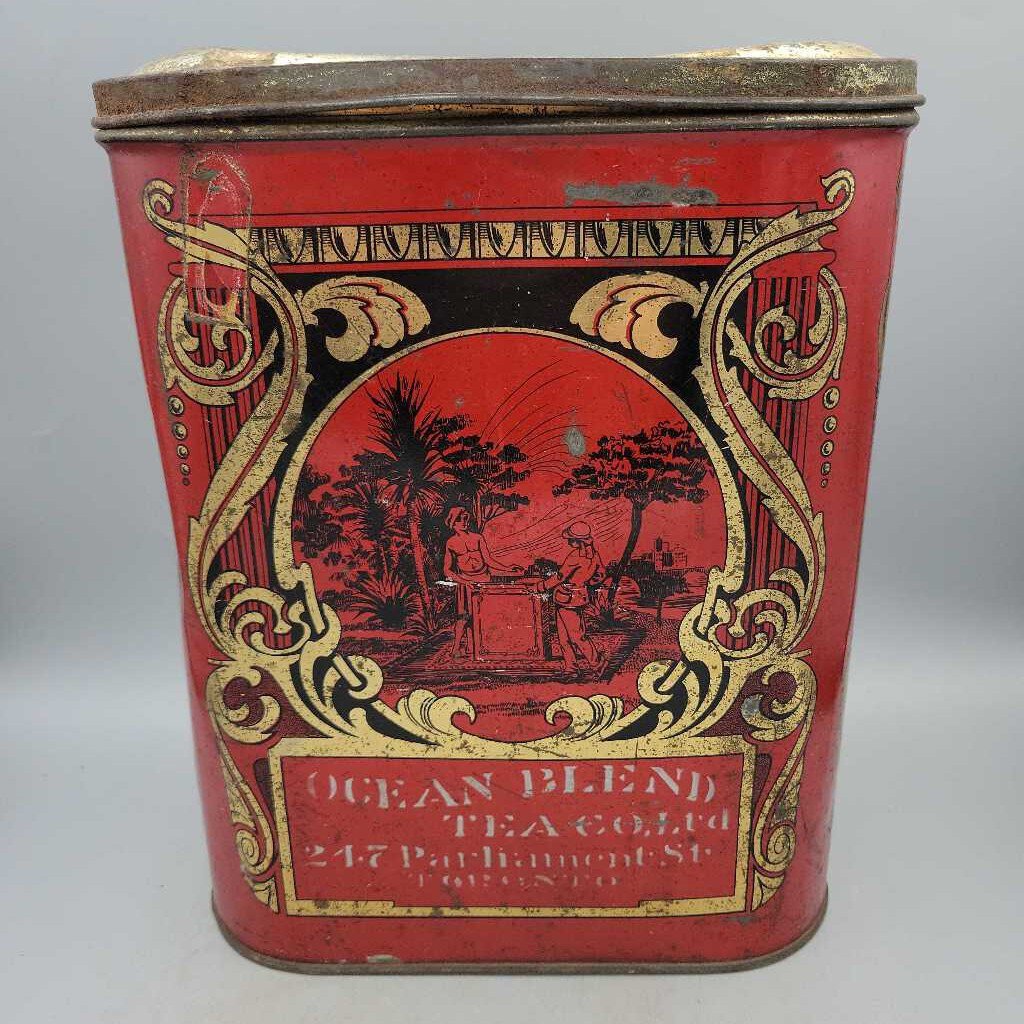 OCEAN BLEND
TEA CO. Ltd
247 Parliament St.
TORONTO